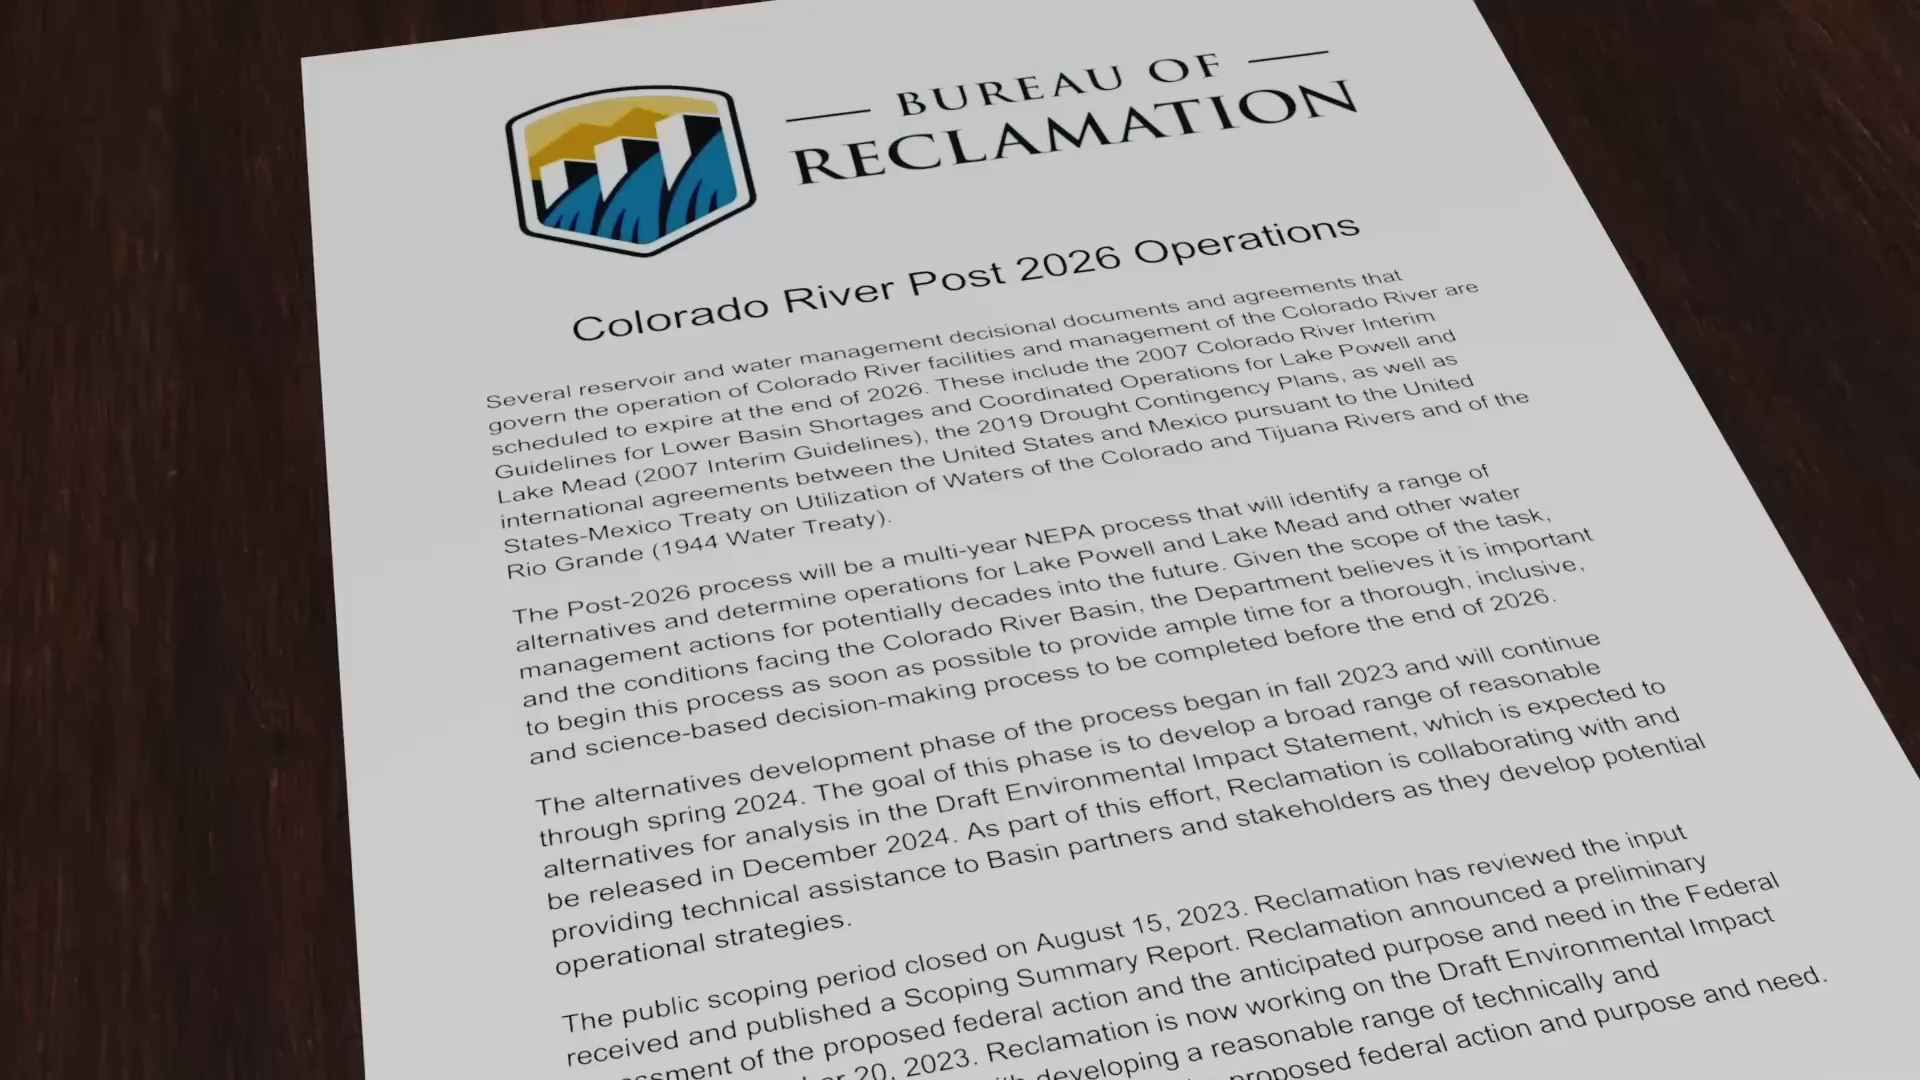 BUREAU OF
RECLAMATION
Colorado River Post 2026 Operations
Several reservoir and water management decisional documents and agreements that
govern the operation of Colorado River facilities and management of the Colorado River are
scheduled to expire at the end of 2026. These include the 2007 Colorado River Interim
Guidelines for Lower Basin Shortages and Coordinated Operations for Lake Powell and
Lake Mead (2007 Interim Guidelines), the 2019 Drought Contingency Plans, as well as
international agreements between the United States and Mexico pursuant to the United
States-Mexico Treaty on Utilization of Waters of the Colorado and Tijuana Rivers and of the
Rio Grande (1944 Water Treaty).
The Post-2026 process will be a multi-year NEPA process that will identify a range of
alternatives and determine operations for Lake Powell and Lake Mead and other water
management actions for potentially decades into the future. Given the scope of the task,
and the conditions facing the Colorado River Basin, the Department believes it is important
to begin this process as soon as possible to provide ample time for a thorough, inclusive,
and science-based decision-making process to be completed before the end of 2026.
The alternatives development phase of the process began in fall 2023 and will continue
through spring 2024. The goal of this phase is to develop a broad range of reasonable
alternatives for analysis in the Draft Environmental Impact Statement, which is expected to
be released in December 2024. As part of this effort, Reclamation is collaborating with and
providing technical assistance to Basin partners and stakeholders as they develop potential
operational strategies.
The public scoping period closed on August 15, 2023. Reclamation has reviewed the input
received and published a Scoping Summary Report. Reclamation announced a preliminary
of the proposed federal action and the anticipated purpose and need in the Federal
20, 2023. Reclamation is now working on the Draft Environmental Impact
developing a reasonable range of technically and
proposed federal action and purpose and need.